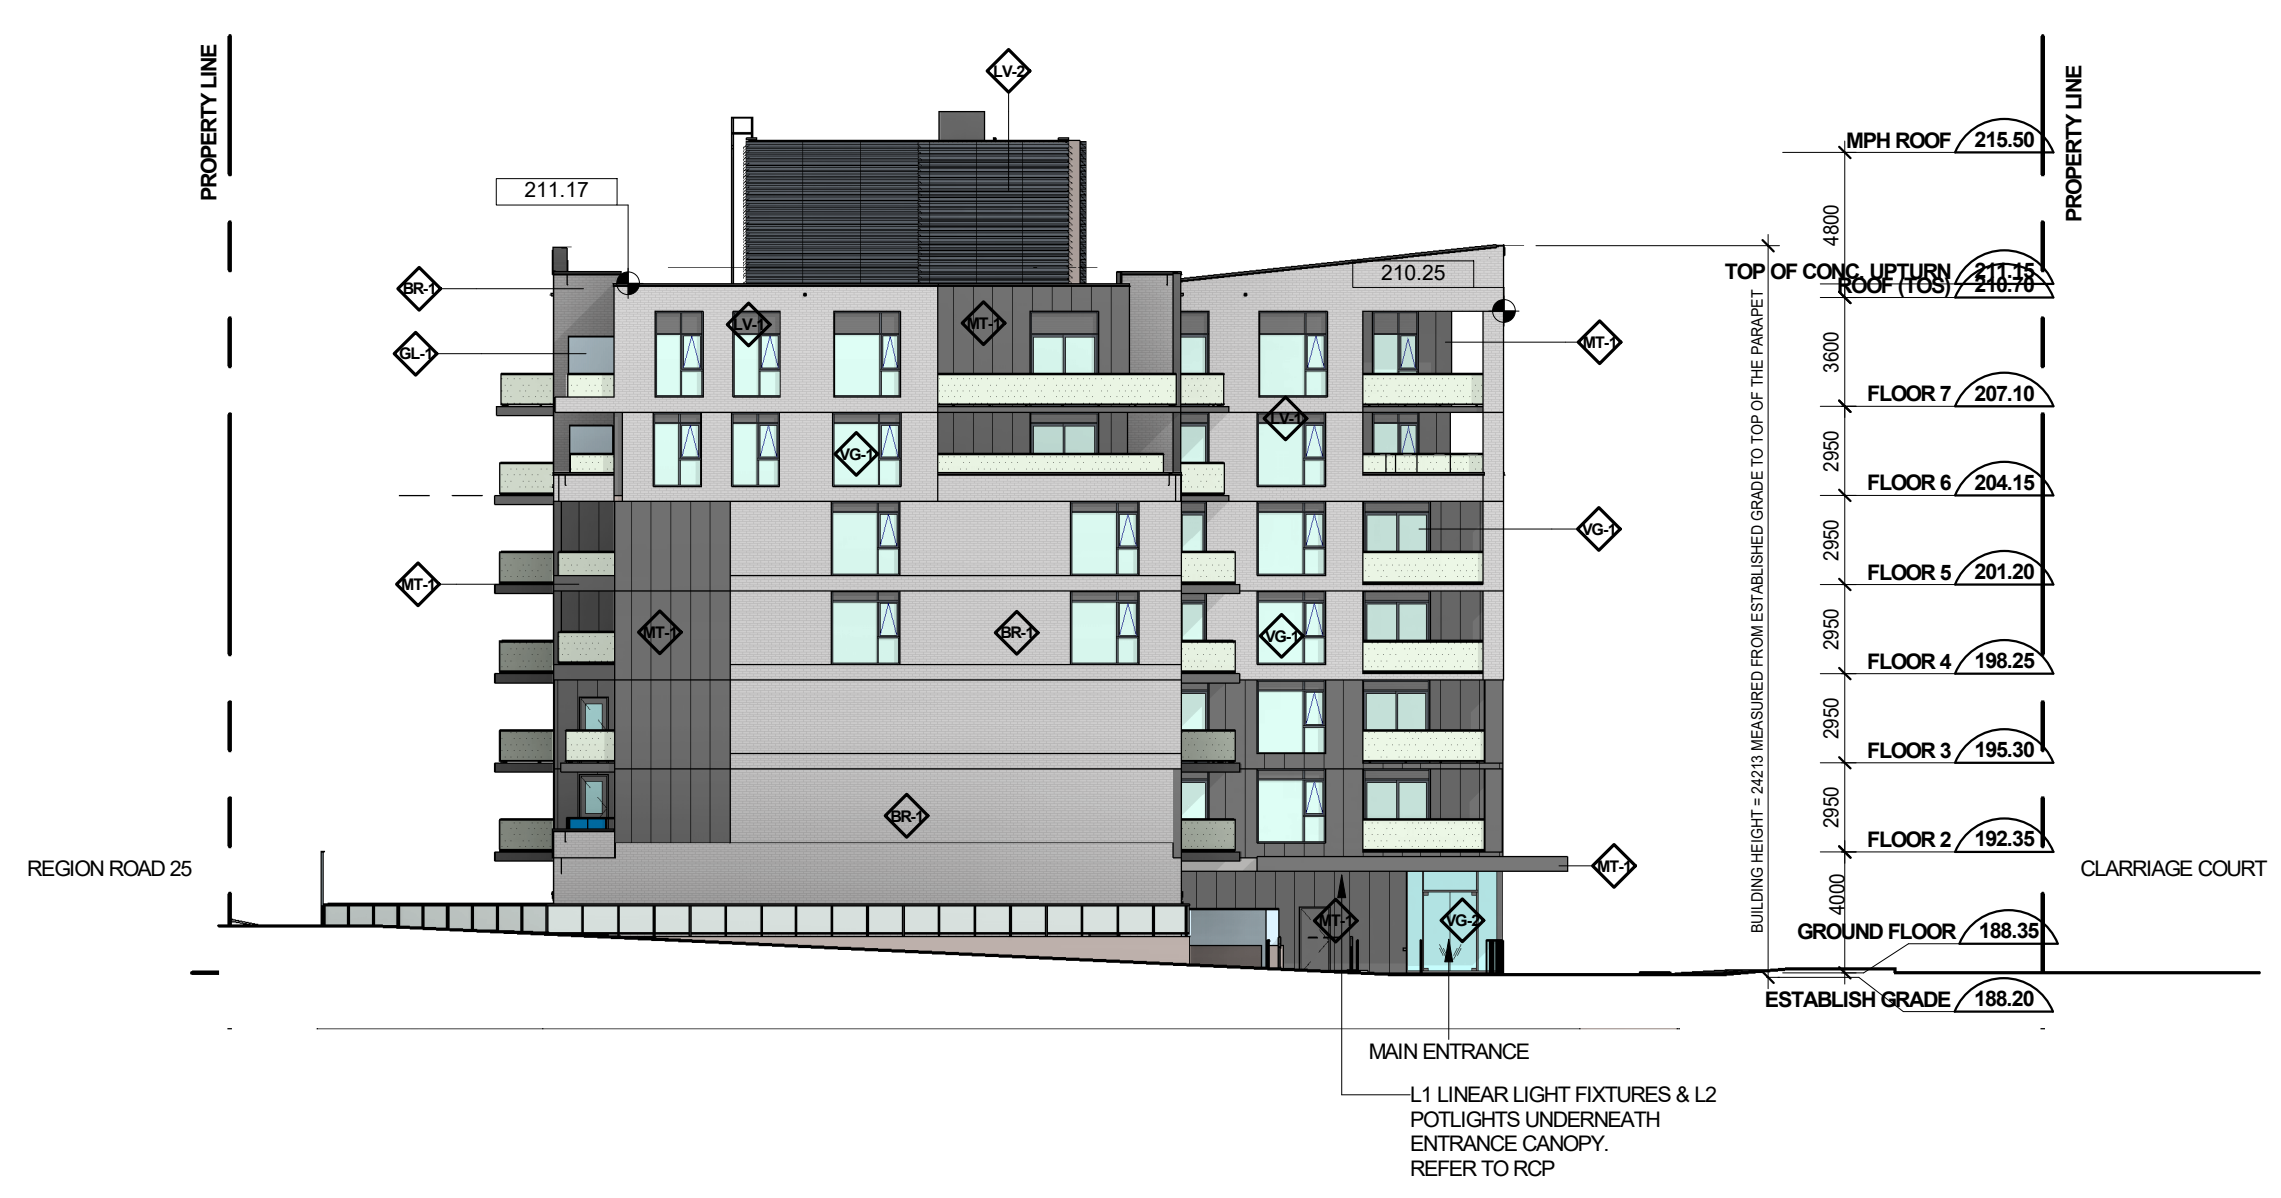 PROPERTY LINE
PROPERTY LINE
LV-2
MPH ROOF 215.50
211.17
4800
210.25
TOP OF CONC. UPTURN 211.15
ROOF (TOS) 210.70
BR-1
LV-1
MT-1
MT-1
GL-1
3600
FLOOR 7 207.10
LV-1
VG-1
2950
FLOOR 6 204.15
VG-1
2950
FLOOR 5 201.20
MT-1
MT-1
BR-1
VG-1
2950
FLOOR 4 198.25
2950
FLOOR 3 195.30
BR-1
2950
FLOOR 2 192.35
BUILDING HEIGHT = 24213 MEASURED FROM ESTABLISHED GRADE TO TOP OF THE PARAPET
REGION ROAD 25
MT-1
CLARRIAGE COURT
4000
MT-1
VG-2
GROUND FLOOR 188.35
ESTABLISH GRADE 188.20
MAIN ENTRANCE
L1 LINEAR LIGHT FIXTURES & L2
POTLIGHTS UNDERNEATH
ENTRANCE CANOPY.
REFER TO RCP